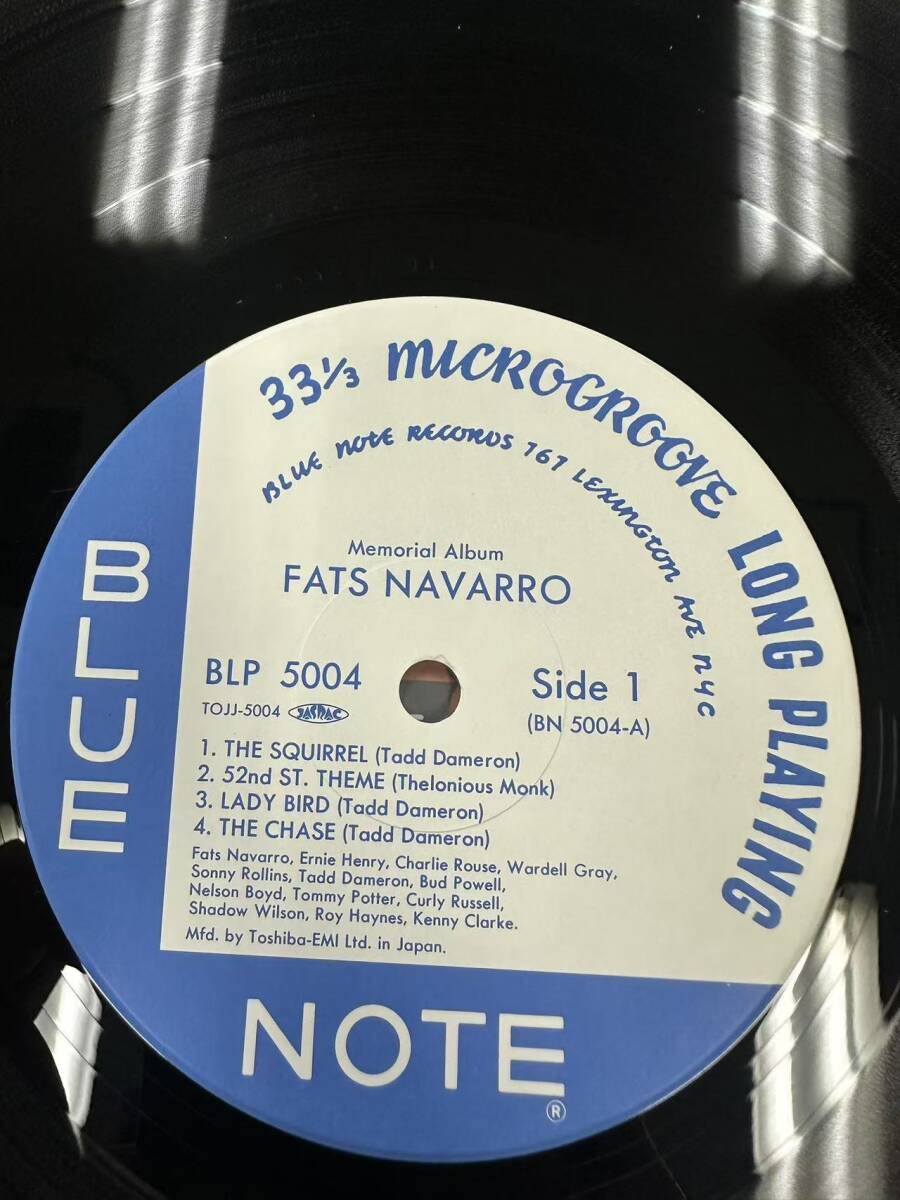 33⅓ MICROGROOVE LONG PLAYING
BLUE NOTE RECORDS 767 LEXINGTON AVE NYC
Memorial Album
FATS NAVARRO
BLP 5004
Side 1
TOJJ-5004 JASRAC
(BN 5004-A)
1. THE SQUIRREL (Tadd Dameron)
2. 52nd ST. THEME (Thelonious Monk)
3. LADY BIRD (Tadd Dameron)
4. THE CHASE (Tadd Dameron)
Fats Navarro, Ernie Henry, Charlie Rouse, Wardell Gray,
Sonny Rollins, Tadd Dameron, Bud Powell,
Nelson Boyd, Tommy Potter, Curly Russell,
Shadow Wilson, Roy Haynes, Kenny Clarke.
Mfd. by Toshiba-EMI Ltd. in Japan.
BLUE
NOTE
®